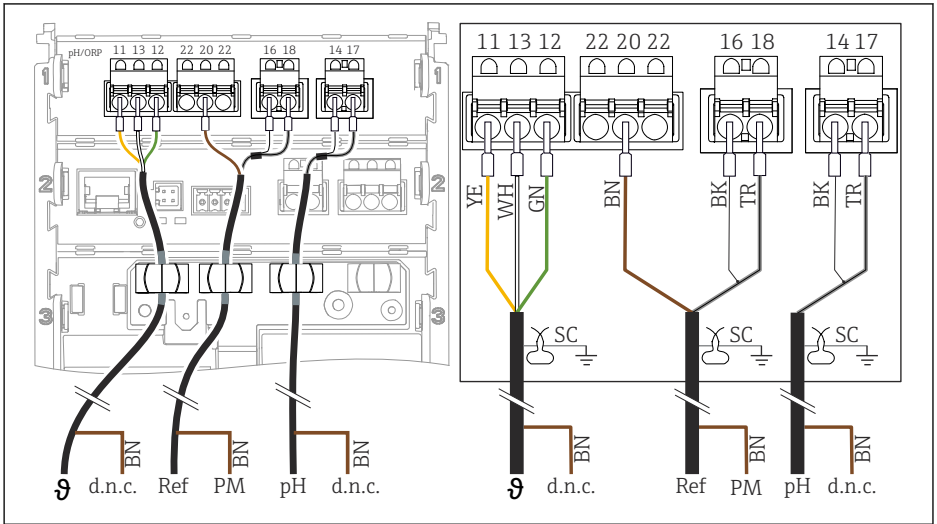 pH/ORP 11 13 12 22 20 22 16 18 14 17
1 1
2 2
3 3
BN BN BN
ϑ d.n.c. Ref PM pH d.n.c.
11 13 12 22 20 22 16 18 14 17
YE WH GN BN BK TR BK TR
SC SC SC
BN BN BN
ϑ d.n.c. Ref PM pH d.n.c.